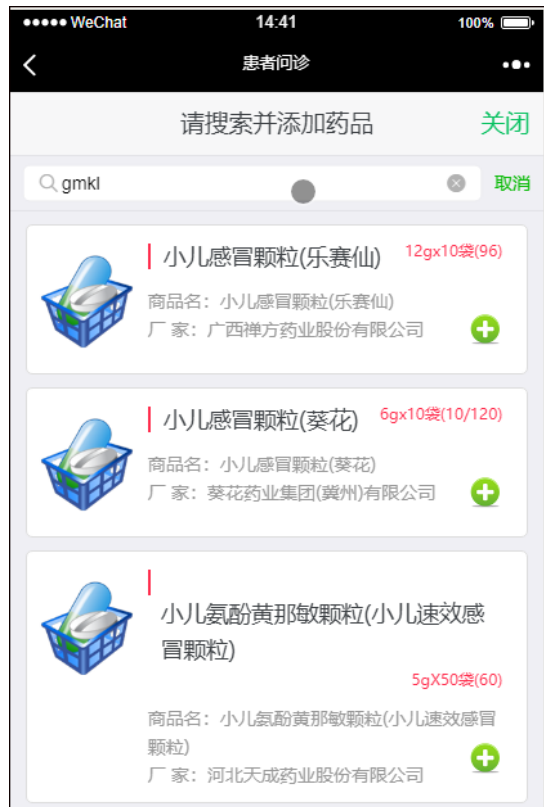 WeChat 14:41 100%
患者问诊
请搜索并添加药品 关闭
gmkl 取消
小儿感冒颗粒(乐赛仙) 12gx10袋(96)
商品名：小儿感冒颗粒(乐赛仙)
厂 家：广西禅方药业股份有限公司
小儿感冒颗粒(葵花) 6gx10袋(10/120)
商品名：小儿感冒颗粒(葵花)
厂 家：葵花药业集团(冀州)有限公司
小儿氨酚黄那敏颗粒(小儿速效感
冒颗粒)
5gX50袋(60)
商品名：小儿氨酚黄那敏颗粒(小儿速效感冒
颗粒)
厂 家：河北天成药业股份有限公司